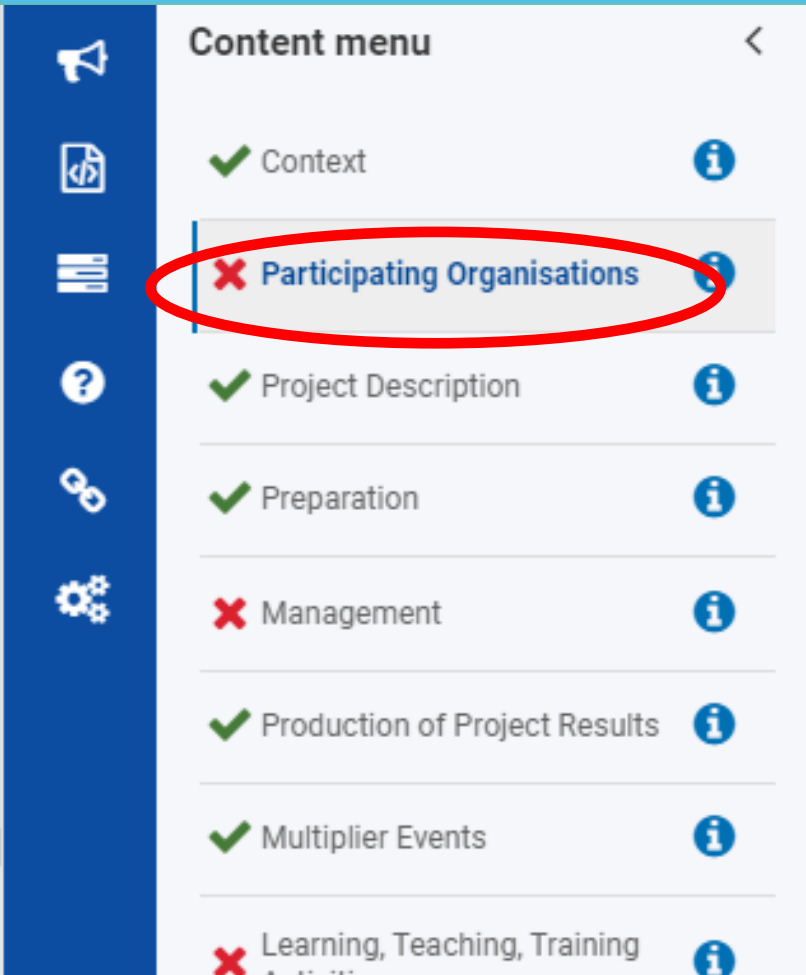 Content menu
Context
Participating Organisations
Project Description
Preparation
Management
Production of Project Results
Multiplier Events
Learning, Teaching, Training